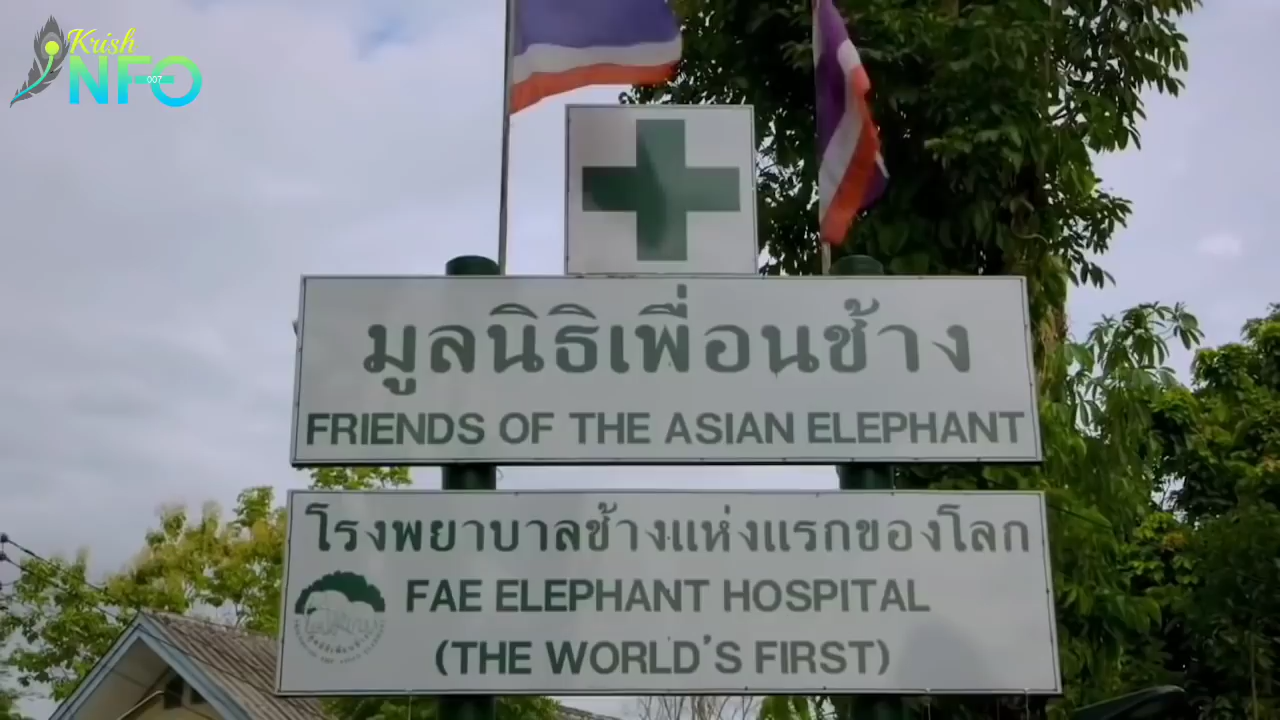 Krish
NFO
007
มูลนิธิเพื่อนช้าง
FRIENDS OF THE ASIAN ELEPHANT
โรงพยาบาลช้างแห่งแรกของโลก
FAE ELEPHANT HOSPITAL
(THE WORLD'S FIRST)